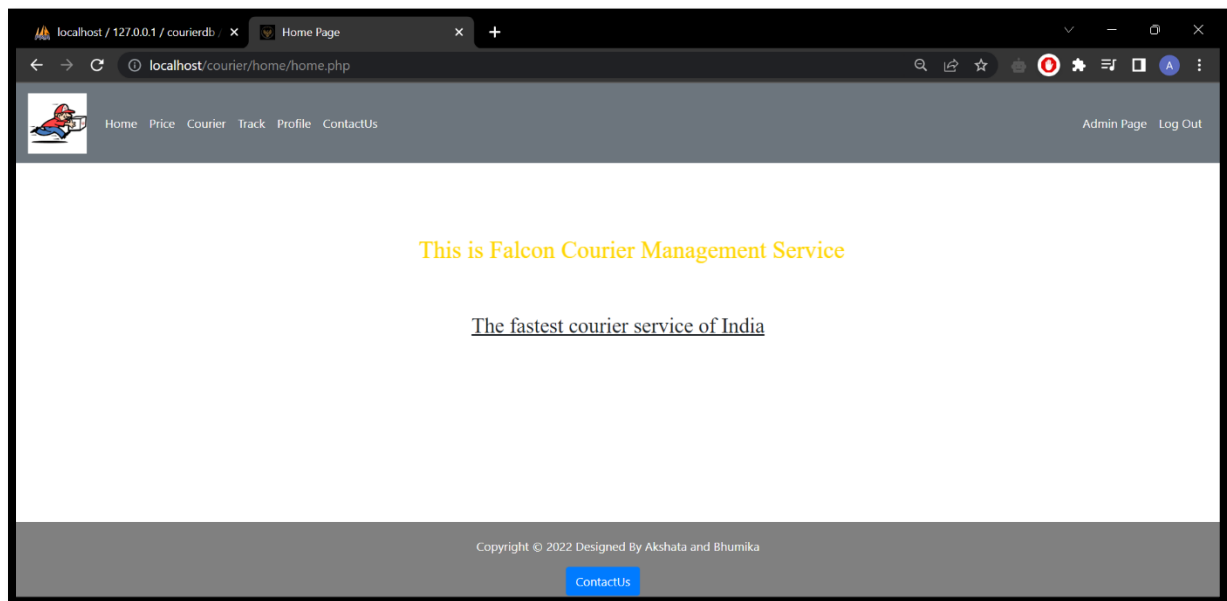 localhost / 127.0.0.1 / courierdb /
Home Page
localhost/courier/home/home.php
A
Home Price Courier Track Profile ContactUs
Admin Page Log Out
This is Falcon Courier Management Service
The fastest courier service of India
Copyright © 2022 Designed By Akshata and Bhumika
ContactUs